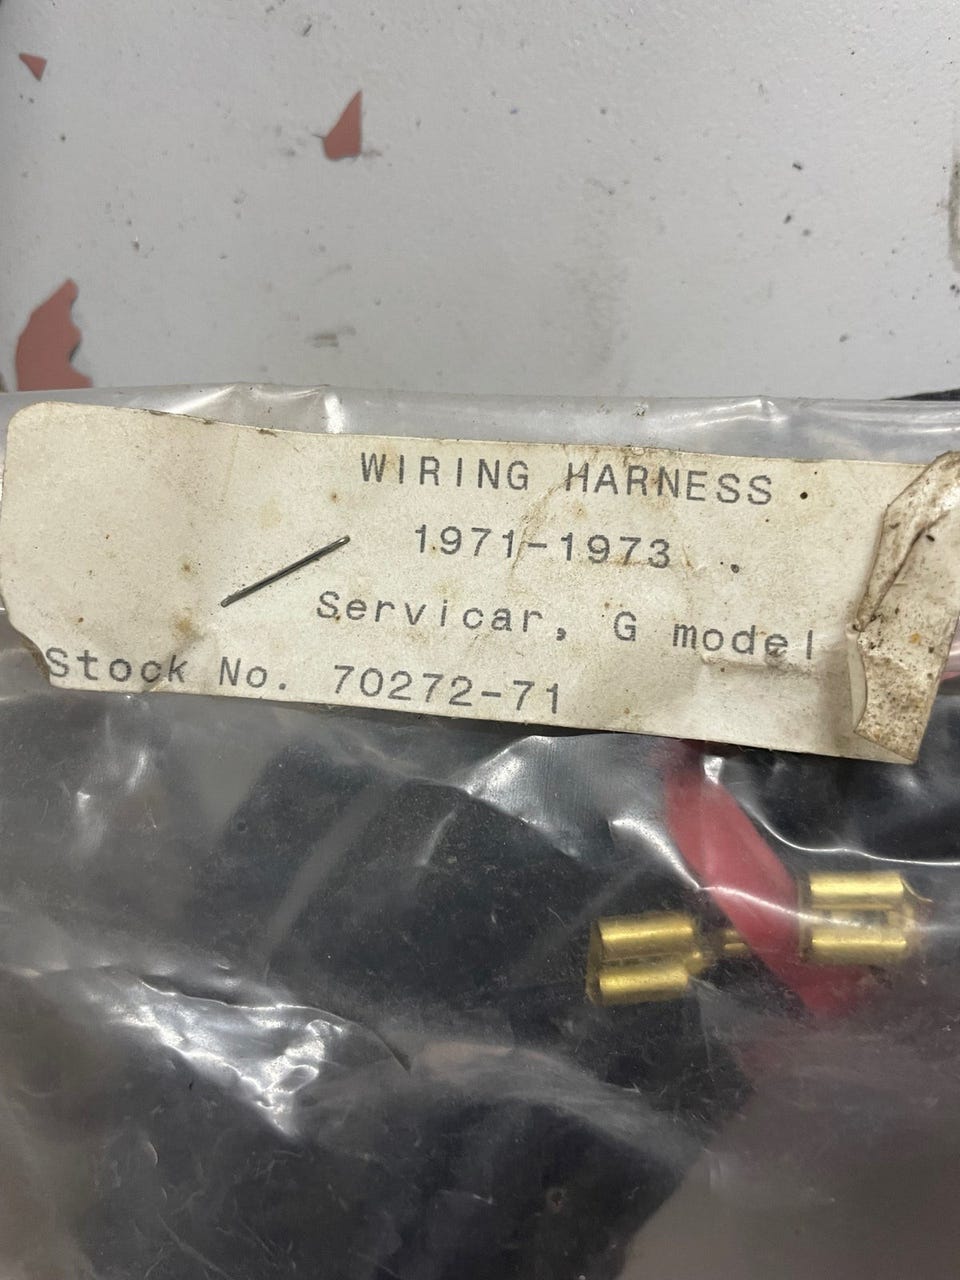 WIRING HARNESS
1971-1973
Servicar, G model
Stock No. 70272-71